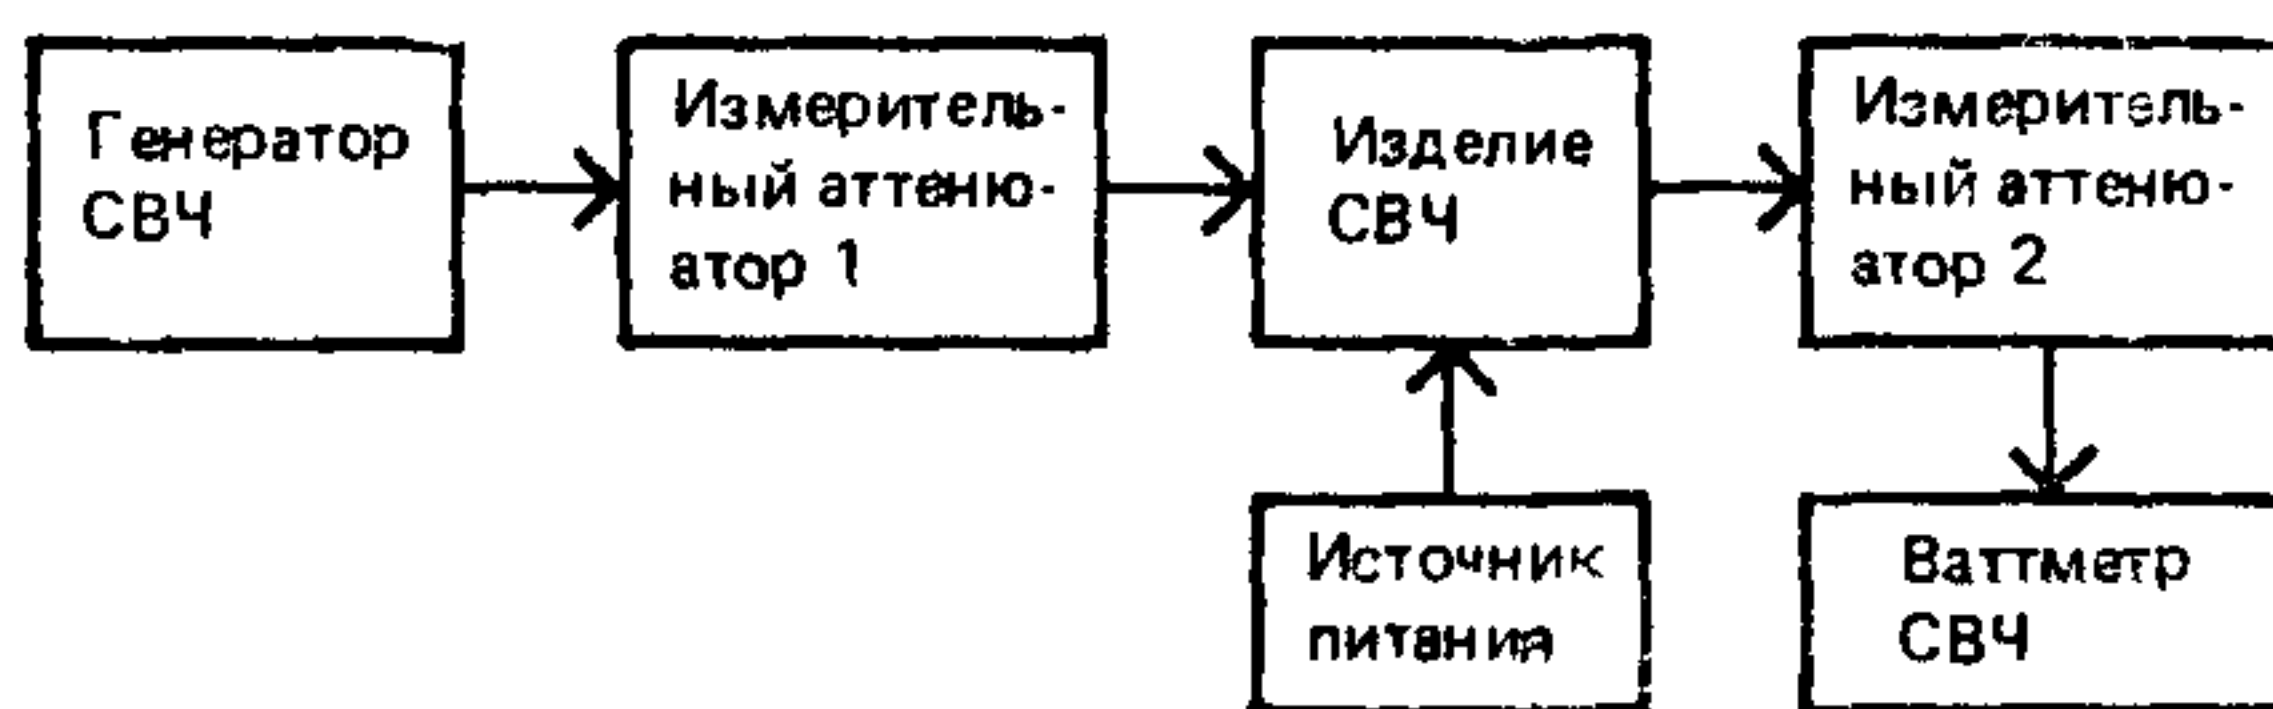 Генератор
СВЧ
Измеритель-
ный аттеню-
атор 1
Изделие
СВЧ
Измеритель-
ный аттеню-
атор 2
Источник
питания
Ваттметр
СВЧ